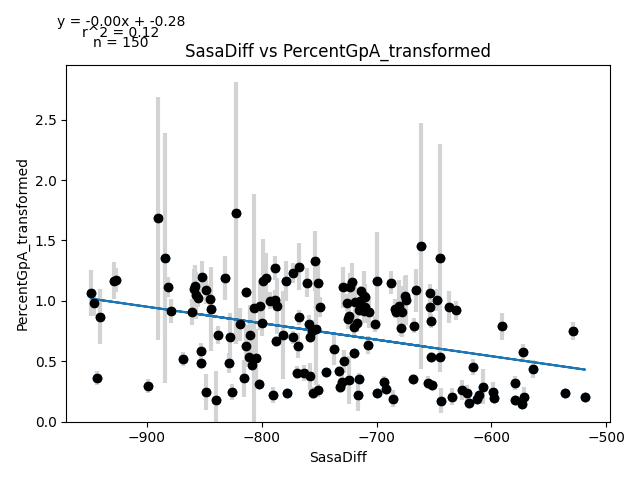 y = -0.00x + -0.28
r^2 = 0.12
n = 150
SasaDiff vs PercentGpA_transformed
PercentGpA_transformed
2.5
2.0
1.5
1.0
0.5
0.0
−900
−800
−700
−600
−500
SasaDiff